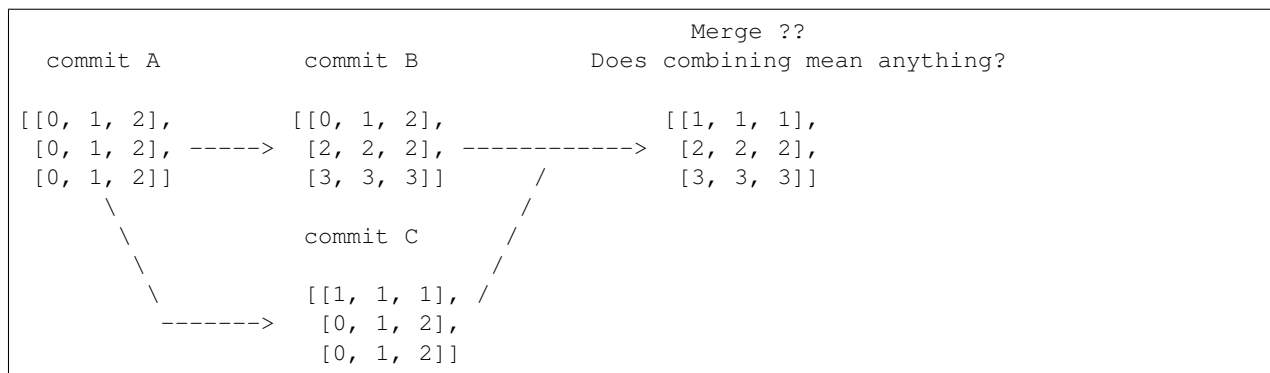 Merge ??
  commit A            commit B              Does combining mean anything?

[[0, 1, 2],          [[0, 1, 2],                    [[1, 1, 1],
 [0, 1, 2], ----->    [2, 2, 2], ------------>       [2, 2, 2],
 [0, 1, 2]]           [3, 3, 3]]      /              [3, 3, 3]]
       \                             /
        \             commit C      /
         \                         /
          \           [[1, 1, 1], /
           ------->    [0, 1, 2],
                       [0, 1, 2]]